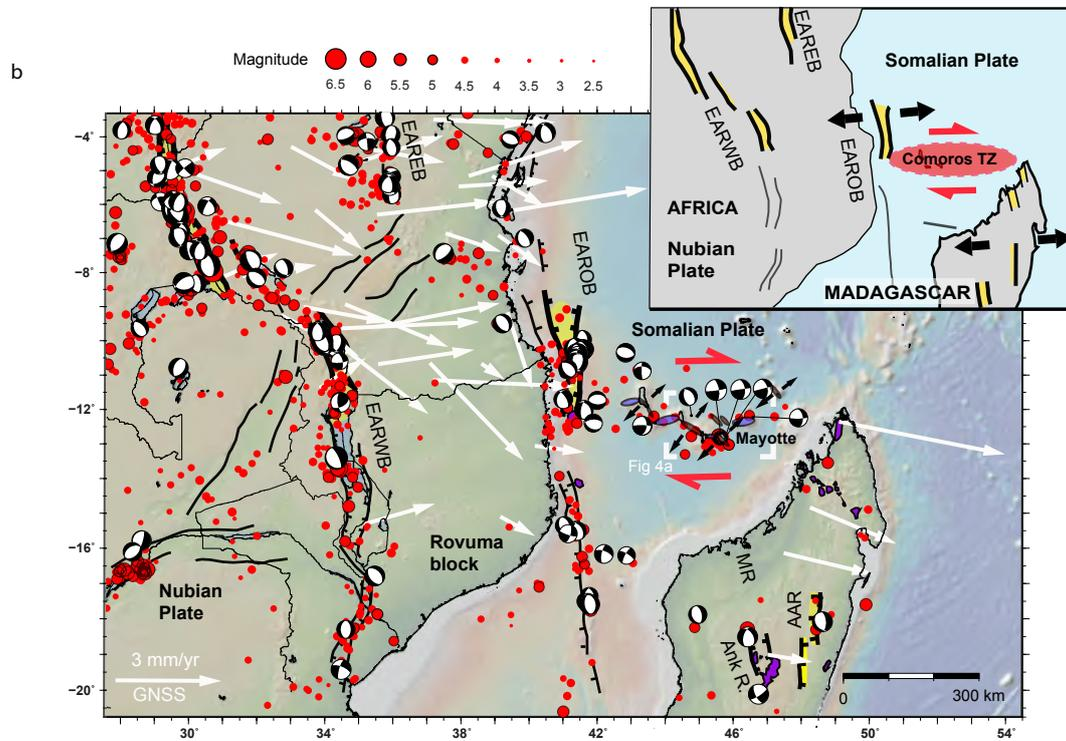 b
Magnitude
6.5 6 5.5 5 4.5 4 3.5 3 2.5
EAREB
Somalian Plate
EARWB
EAROB
Comoros TZ
AFRICA
Nubian
Plate
MADAGASCAR
-4°
-8°
-12°
-16°
-20°
EAREB
EAROB
Somalian Plate
EARWB
Mayotte
Fig 4a
Rovuma
block
Nubian
Plate
MR
AAR
Ank R.
3 mm/yr
GNSS
0 300 km
30° 34° 38° 42° 46° 50° 54°